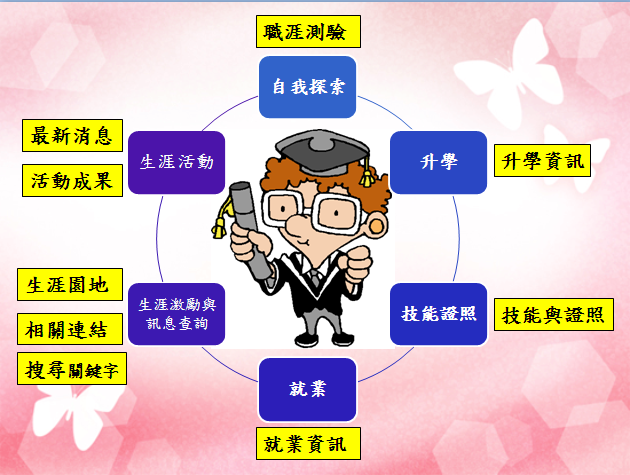 職涯測驗
自我探索
最新消息
活動成果
生涯活動
升學
升學資訊
生涯園地
相關連結
搜尋關鍵字
生涯激勵與
訊息查詢
技能證照
技能與證照
就業
就業資訊